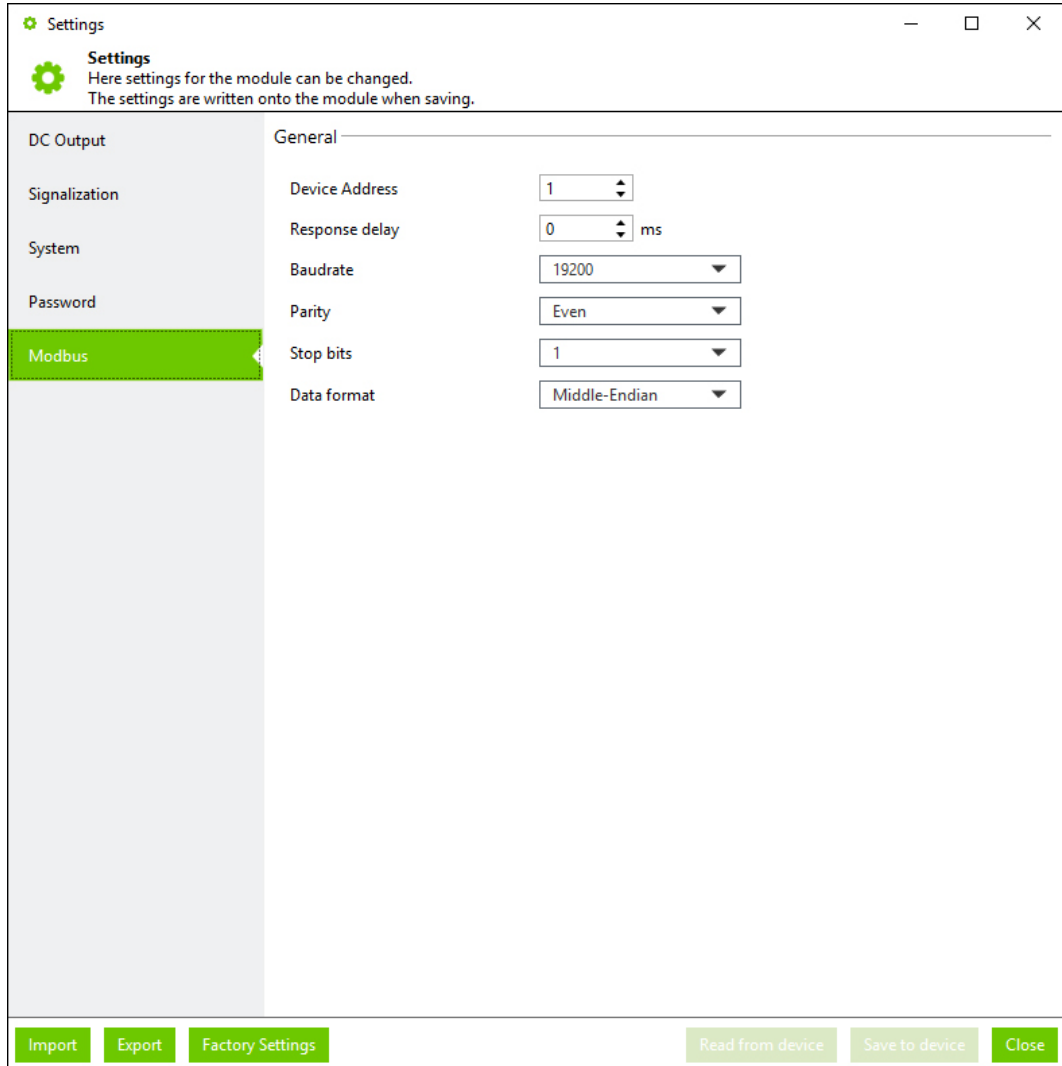 Settings
Settings
Here settings for the module can be changed.
The settings are written onto the module when saving.
DC Output
Signalization
System
Password
Modbus
General
Device Address 1
Response delay 0 ms
Baudrate 19200
Parity Even
Stop bits 1
Data format Middle-Endian
Import Export Factory Settings Read from device Save to device Close